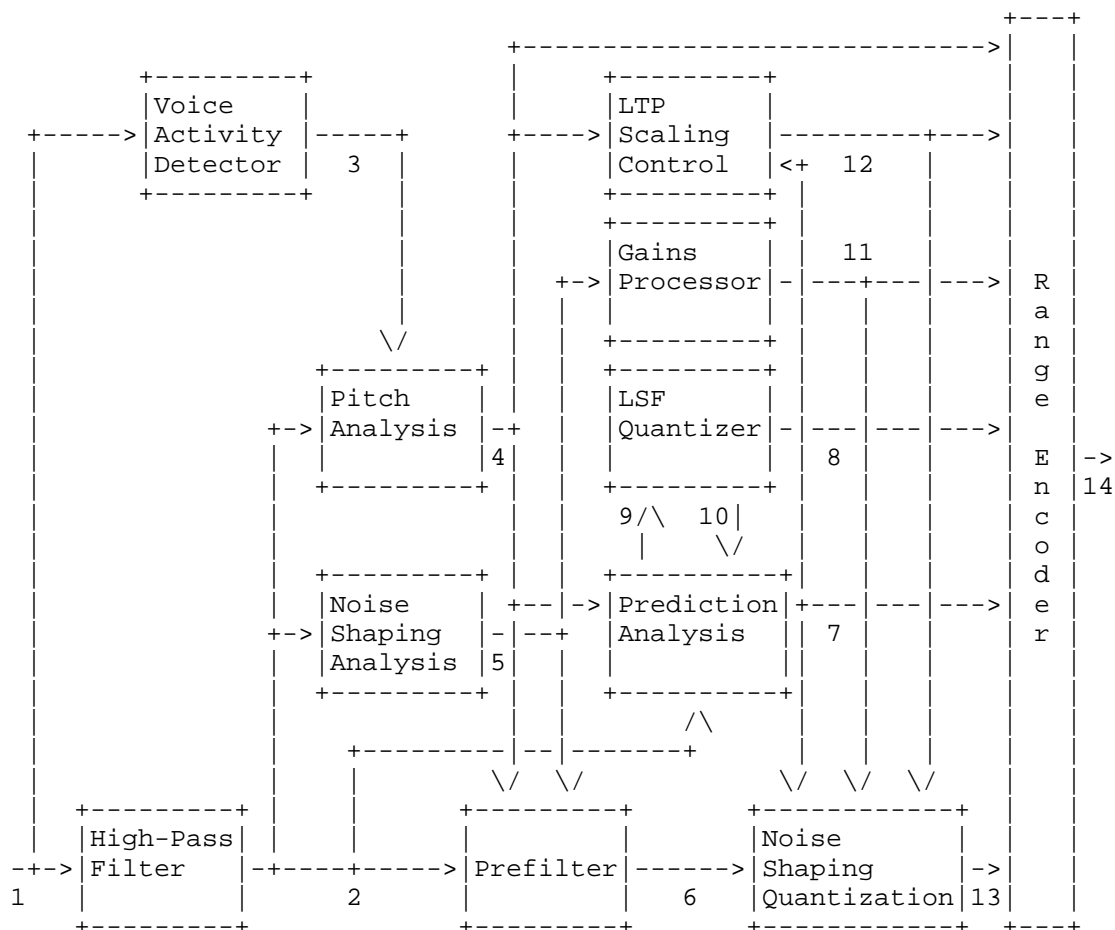 Voice
Activity
Detector
3
LTP
Scaling
Control
12
Gains
Processor
11
Pitch
Analysis
4
LSF
Quantizer
8
9
10
Noise
Shaping
Analysis
5
Prediction
Analysis
7
Range Encoder
14
High-Pass
Filter
1
2
Prefilter
6
Noise
Shaping
Quantization
13